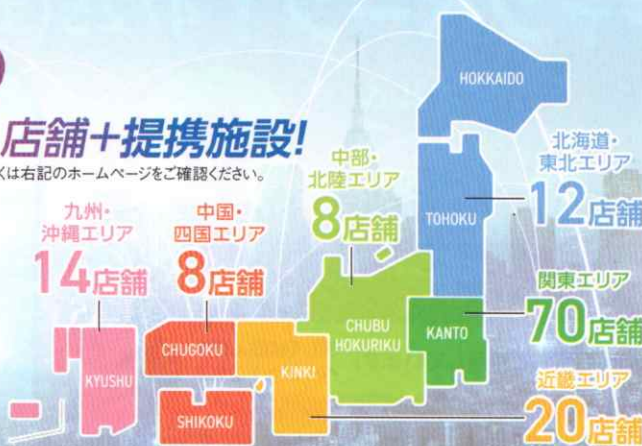 店舗+提携施設!
くは右記のホームページをご確認ください。
HOKKAIDO
北海道・
東北エリア
12店舗
TOHOKU
中部・
北陸エリア
8店舗
九州・
沖縄エリア
14店舗
中国・
四国エリア
8店舗
関東エリア
70店舗
CHUBU
HOKURIKU
KANTO
CHUGOKU
KINKI
KYUSHU
SHIKOKU
近畿エリア
20店舗